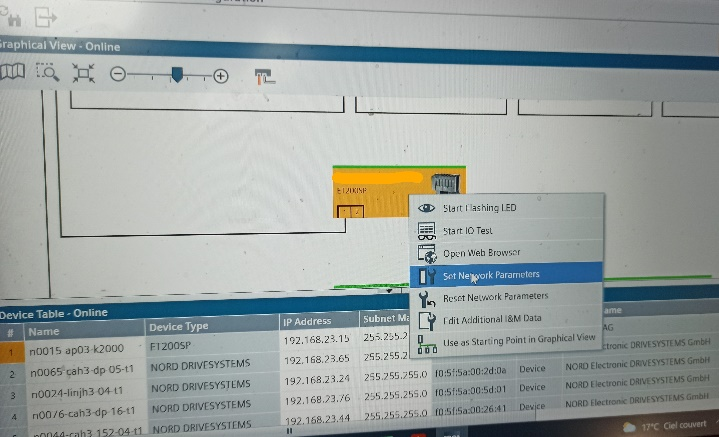 Graphical View - Online
ET200SP
1 2
Start Flashing LED
Start IO Test
Open Web Browser
Set Network Parameters
Reset Network Parameters
Edit Additional I&M Data
Use as Starting Point in Graphical View
Device Table - Online
# Name Device Type IP Address Subnet Ma ame
1 n0015 ap03-k2000 ET200SP 192.168.23.15 255.255.2 AG
2 n0065-cah3-dp-05-t1 NORD DRIVESYSTEMS 192.168.23.65 255.255.2 ctronic DRIVESYSTEMS GmbH
3 n0024-linjh3-04-t1 NORD DRIVESYSTEMS 192.168.23.24 255.255.255.0 f0:5f:5a:00:2d:0a Device NORD Electronic DRIVESYSTEMS GmbH
4 n0076-cah3-dp-16-t1 NORD DRIVESYSTEMS 192.168.23.76 255.255.255.0 f0:5f:5a:00:5d:01 Device NORD Electronic DRIVESYSTEMS GmbH
n0044-cah3-152-04-t1 NORD DRIVESYSTEMS 192.168.23.44 255.255.255.0 f0:5f:5a:00:26:41 Device NORD Electronic DRIVESYSTEMS GmbH
17°C Ciel couvert